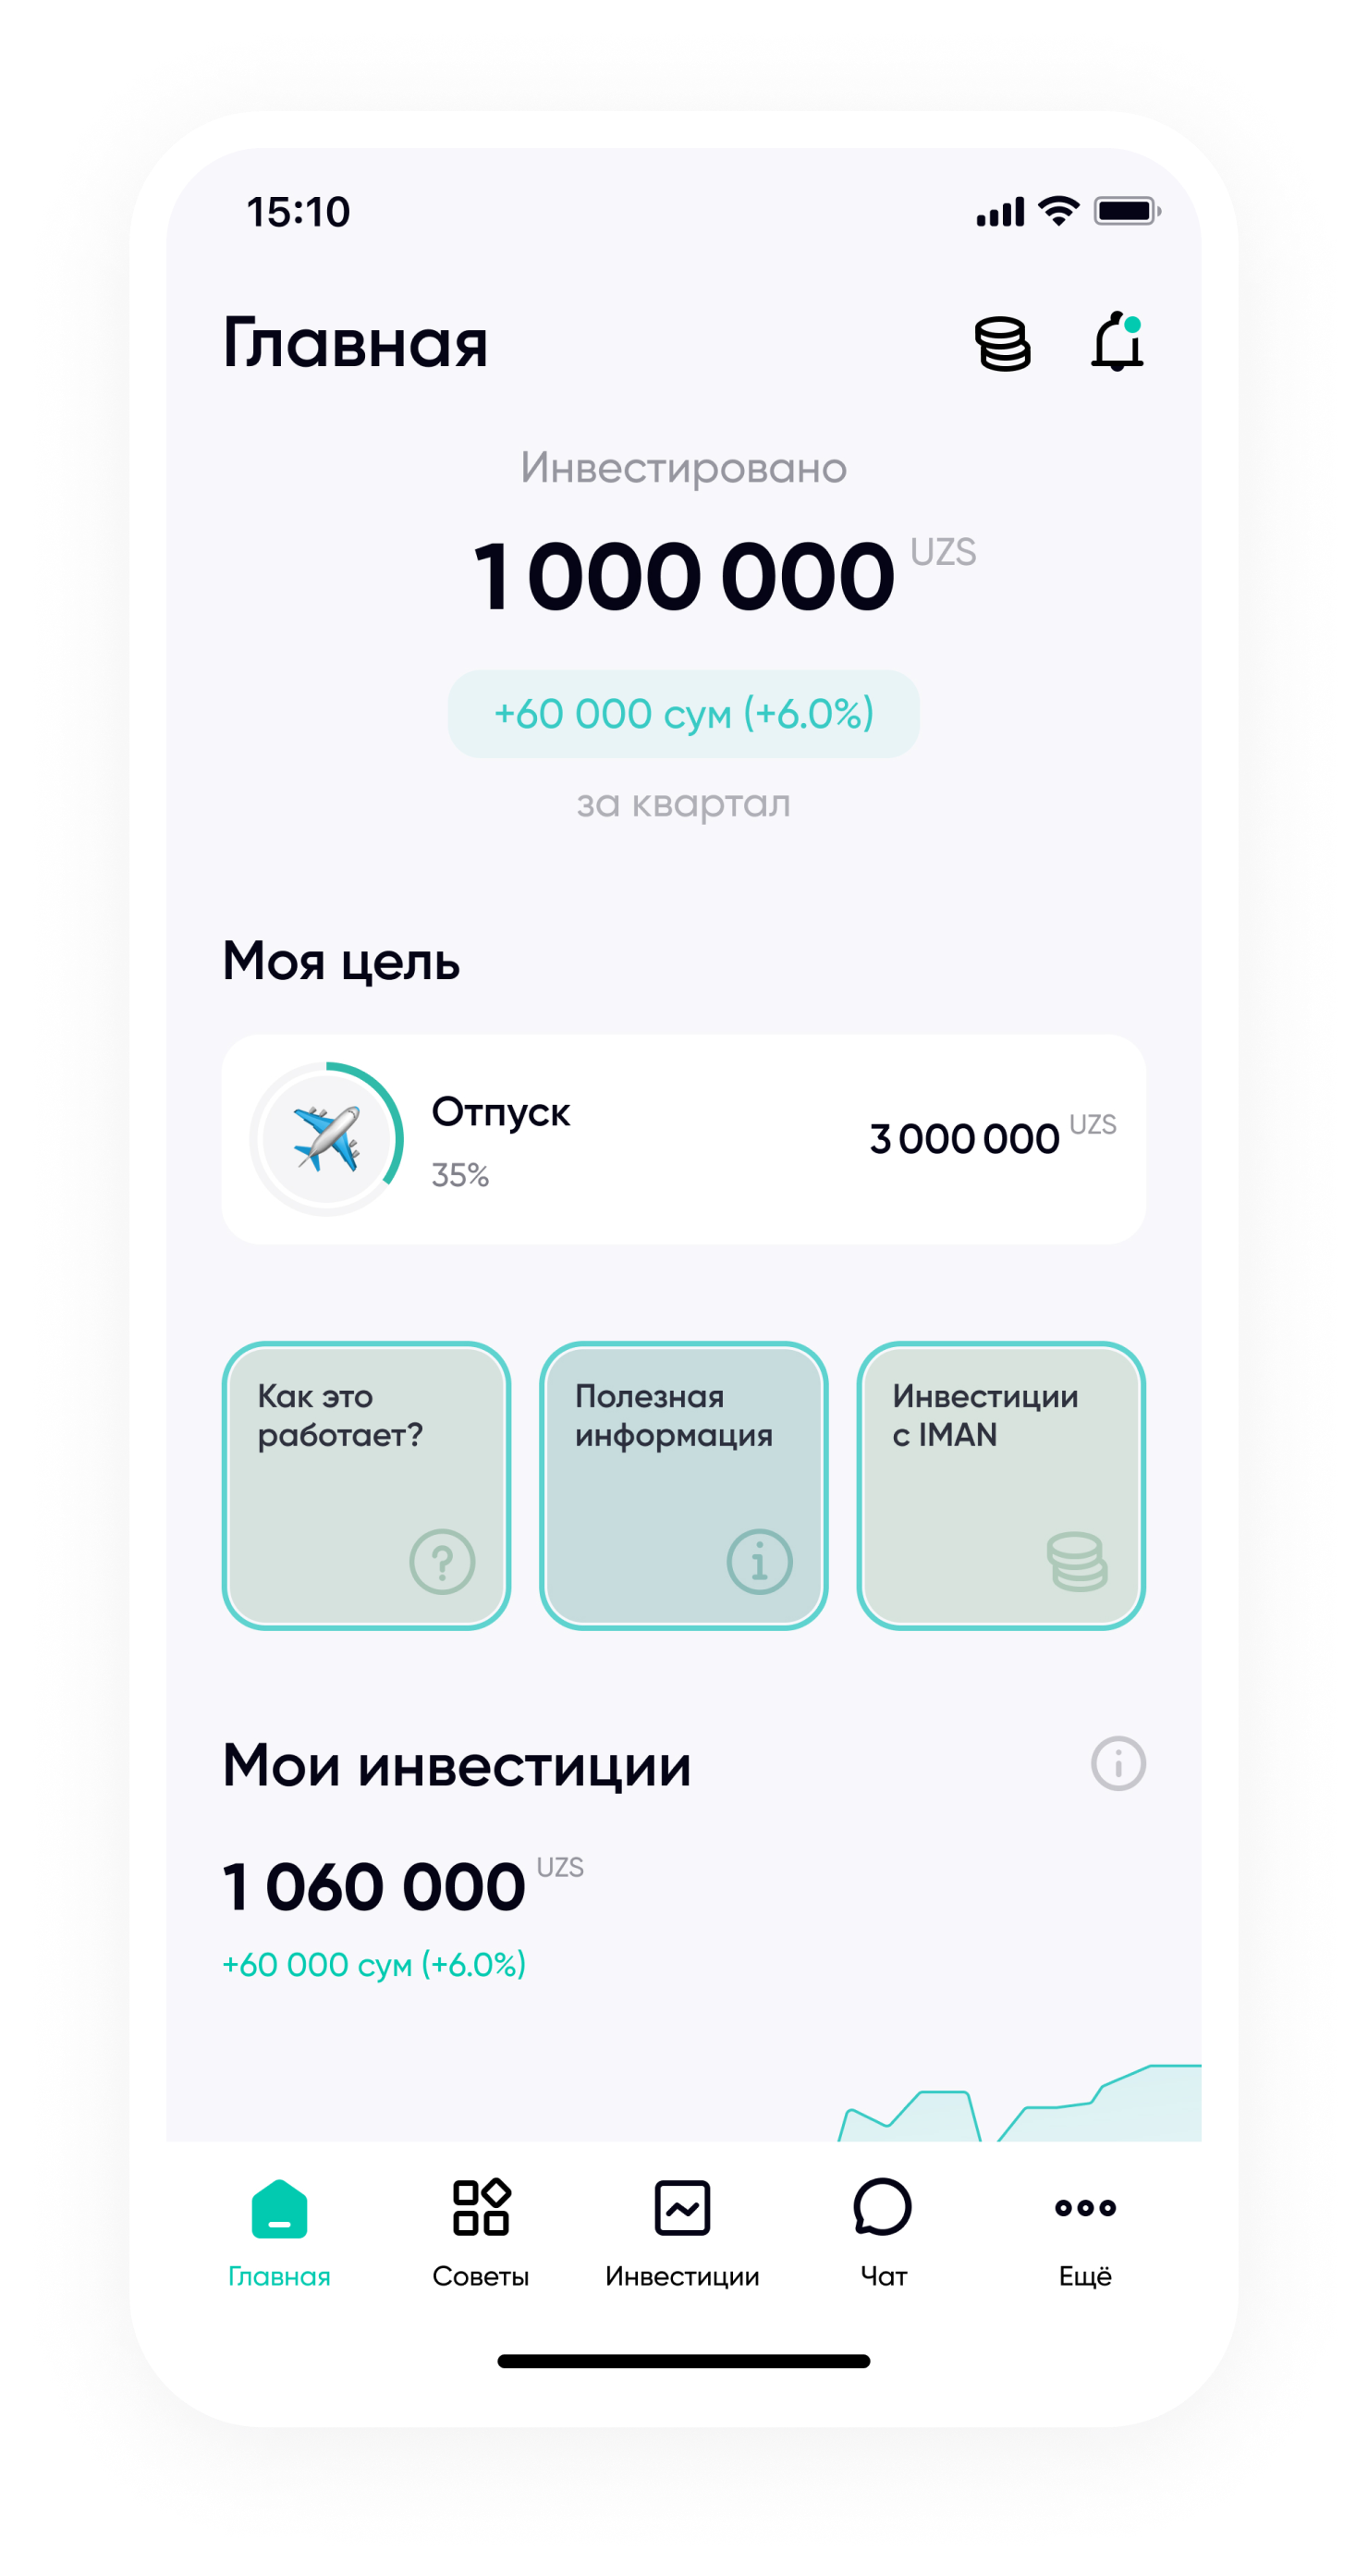 15:10
Главная
Инвестировано
1 000 000 UZS
+60 000 сум (+6.0%)
за квартал
Моя цель
Отпуск
35%
3 000 000 UZS
Как это
работает?
Полезная
информация
Инвестиции
с IMAN
Мои инвестиции
1 060 000 UZS
+60 000 сум (+6.0%)
Главная
Советы
Инвестиции
Чат
Ещё